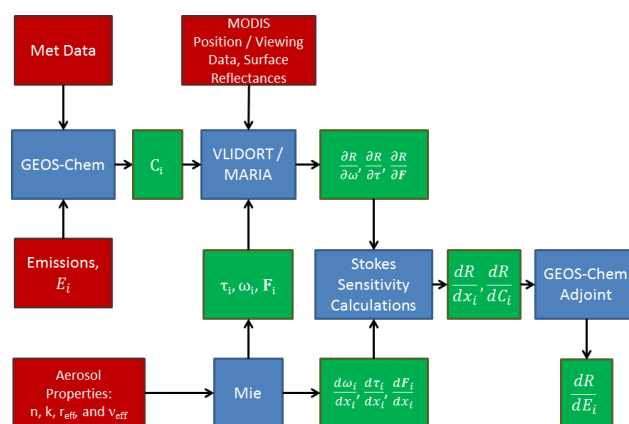 Met Data
MODIS
Position / Viewing
Data, Surface
Reflectances
GEOS-Chem
Cᵢ
VLIDORT /
MARIA
∂R/∂ω, ∂R/∂τ, ∂R/∂𝐅
Emissions,
Eᵢ
τᵢ, ωᵢ, 𝐅ᵢ
Stokes
Sensitivity
Calculations
dR/dxᵢ, dR/dCᵢ
GEOS-Chem
Adjoint
Aerosol
Properties:
n, k, r_eff, and ν_eff
Mie
dωᵢ/dxᵢ, dτᵢ/dxᵢ, d𝑭ᵢ/dxᵢ
dR/dEᵢ